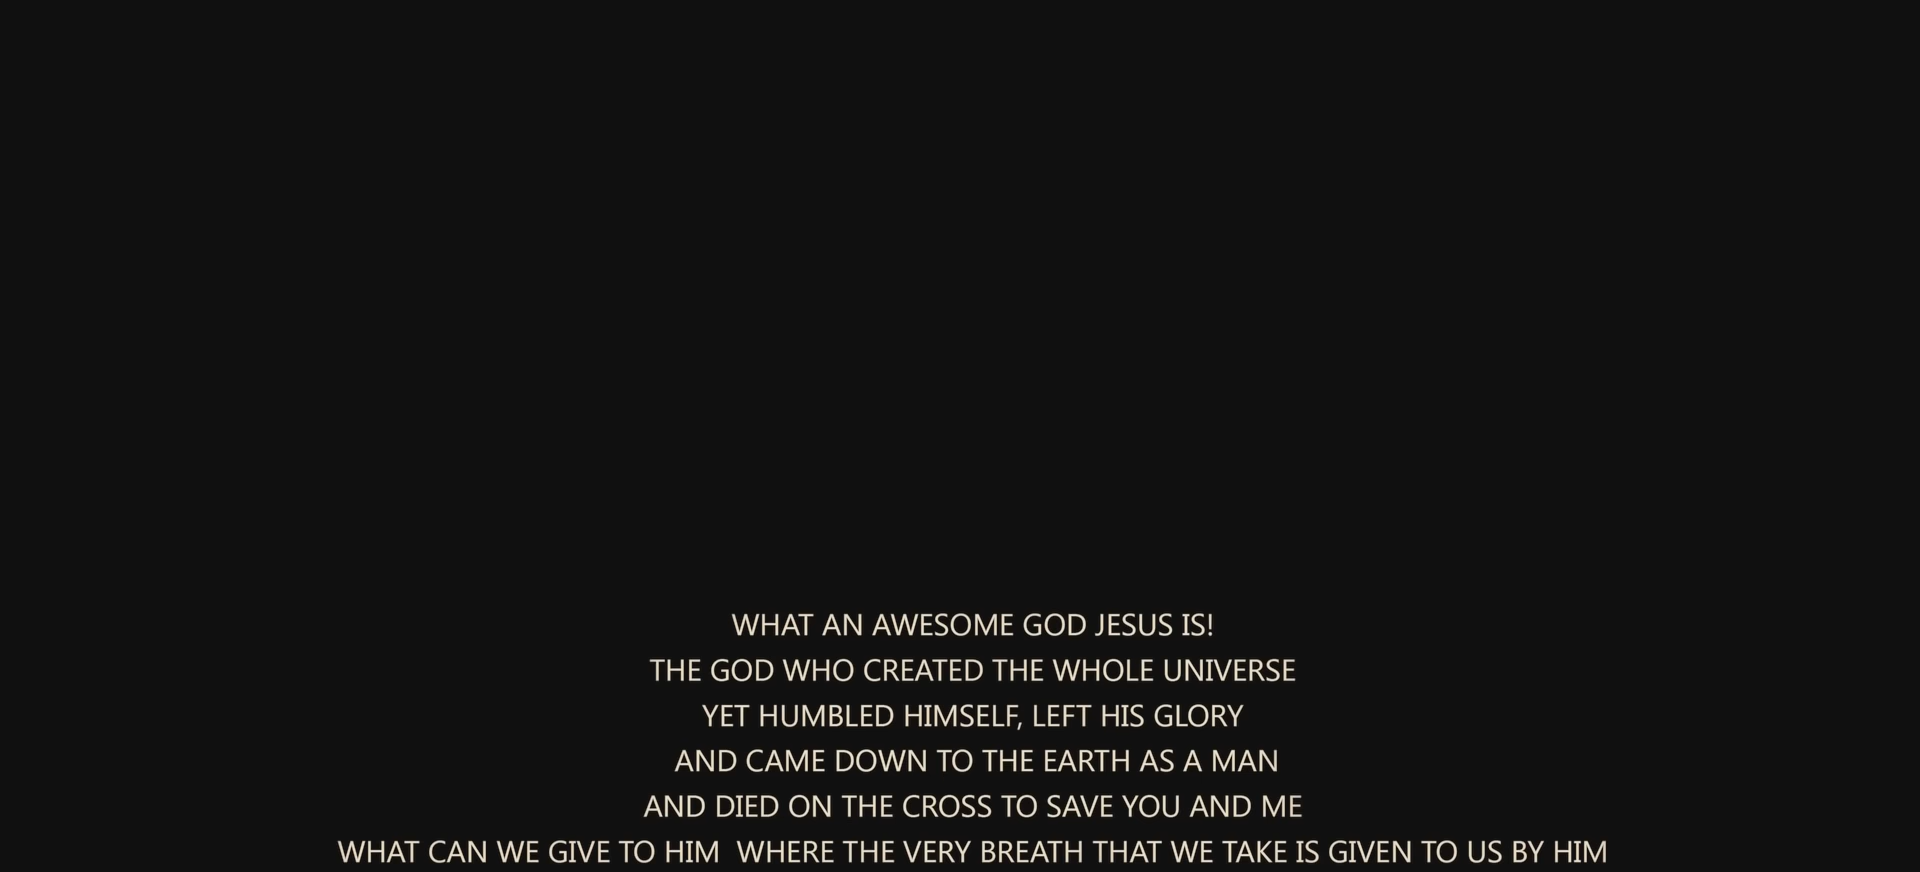 WHAT AN AWESOME GOD JESUS IS!
THE GOD WHO CREATED THE WHOLE UNIVERSE
YET HUMBLED HIMSELF, LEFT HIS GLORY
AND CAME DOWN TO THE EARTH AS A MAN
AND DIED ON THE CROSS TO SAVE YOU AND ME
WHAT CAN WE GIVE TO HIM  WHERE THE VERY BREATH THAT WE TAKE IS GIVEN TO US BY HIM